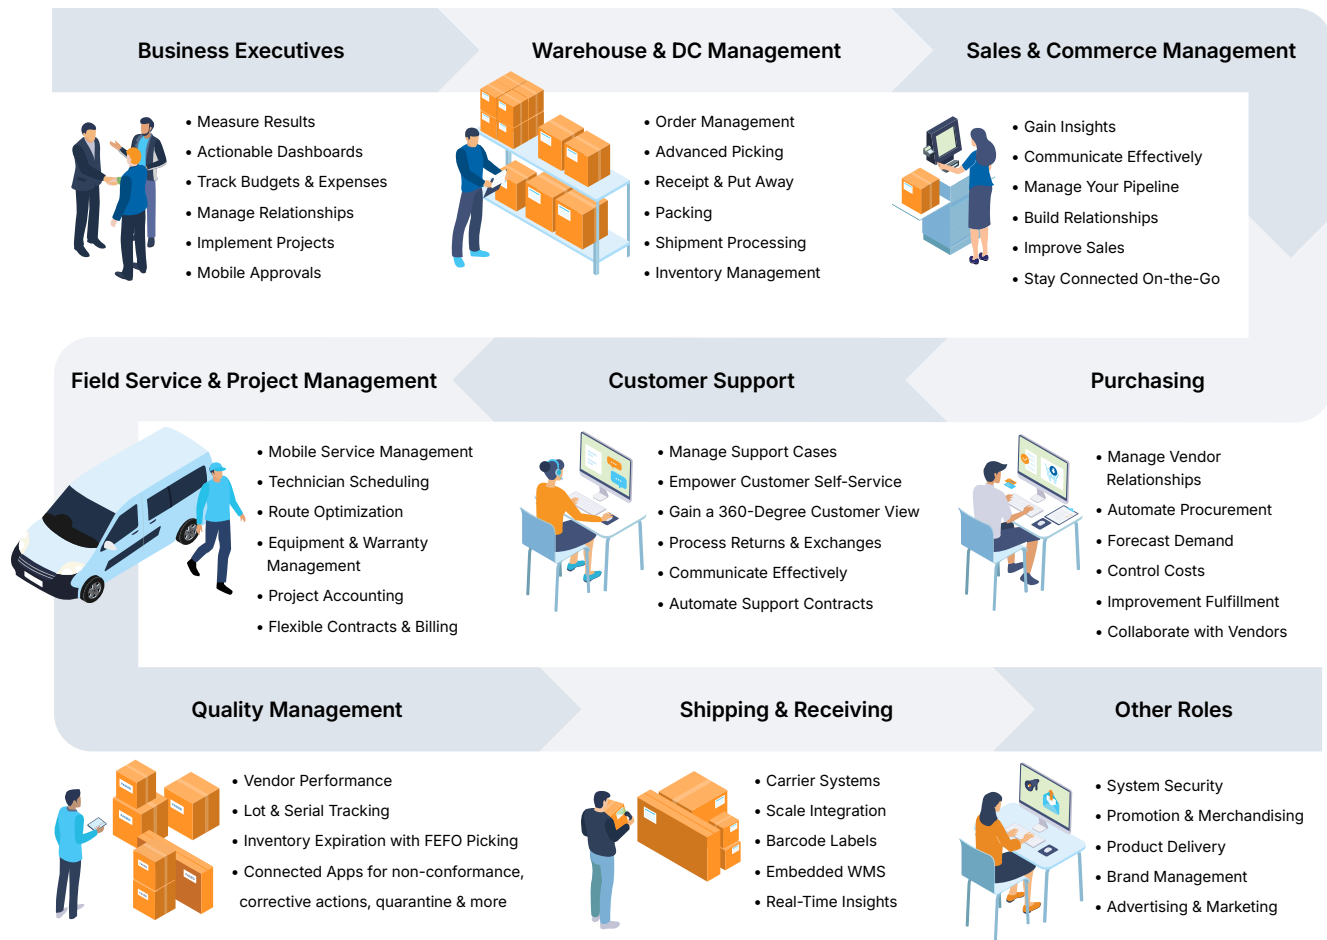 Business Executives
• Measure Results
• Actionable Dashboards
• Track Budgets & Expenses
• Manage Relationships
• Implement Projects
• Mobile Approvals
Warehouse & DC Management
• Order Management
• Advanced Picking
• Receipt & Put Away
• Packing
• Shipment Processing
• Inventory Management
Sales & Commerce Management
• Gain Insights
• Communicate Effectively
• Manage Your Pipeline
• Build Relationships
• Improve Sales
• Stay Connected On-the-Go
Field Service & Project Management
• Mobile Service Management
• Technician Scheduling
• Route Optimization
• Equipment & Warranty
Management
• Project Accounting
• Flexible Contracts & Billing
Customer Support
• Manage Support Cases
• Empower Customer Self-Service
• Gain a 360-Degree Customer View
• Process Returns & Exchanges
• Communicate Effectively
• Automate Support Contracts
Purchasing
• Manage Vendor
Relationships
• Automate Procurement
• Forecast Demand
• Control Costs
• Improvement Fulfillment
• Collaborate with Vendors
Quality Management
• Vendor Performance
• Lot & Serial Tracking
• Inventory Expiration with FEFO Picking
• Connected Apps for non-conformance,
corrective actions, quarantine & more
Shipping & Receiving
• Carrier Systems
• Scale Integration
• Barcode Labels
• Embedded WMS
• Real-Time Insights
Other Roles
• System Security
• Promotion & Merchandising
• Product Delivery
• Brand Management
• Advertising & Marketing